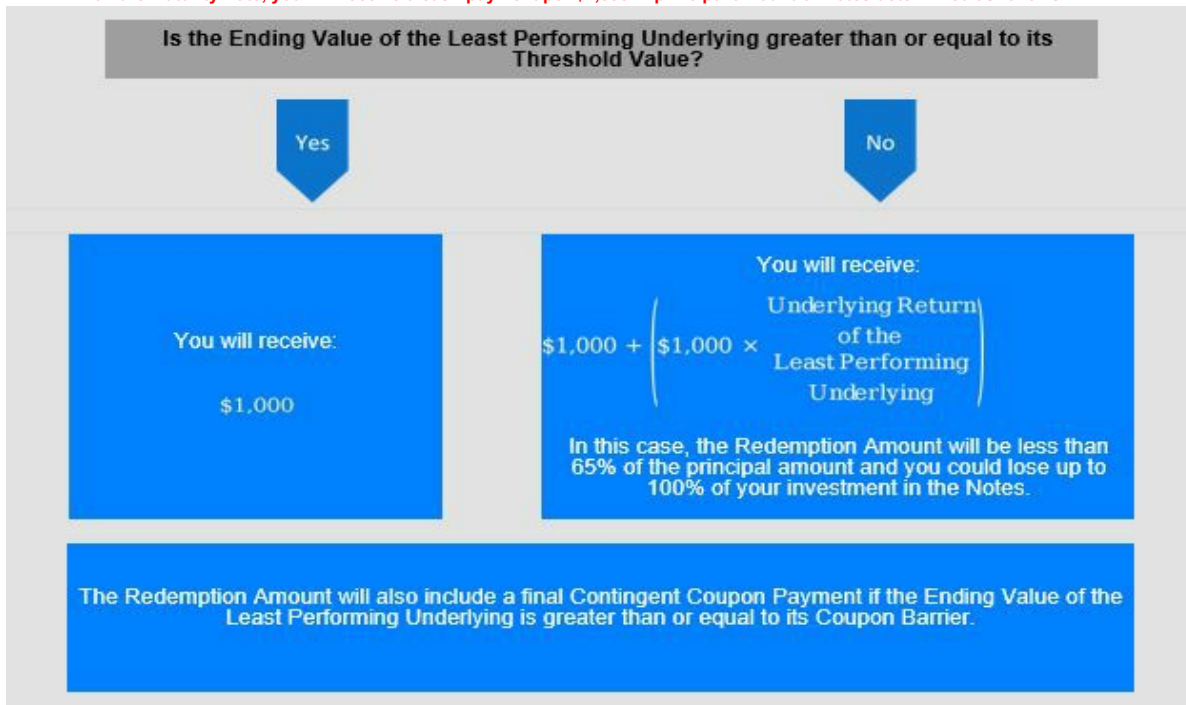 Is the Ending Value of the Least Performing Underlying greater than or equal to its
Threshold Value?
Yes
No
You will receive:
$1,000
You will receive:
$1,000 + ($1,000 × Underlying Return
of the
Least Performing
Underlying)
In this case, the Redemption Amount will be less than
65% of the principal amount and you could lose up to
100% of your investment in the Notes.
The Redemption Amount will also include a final Contingent Coupon Payment if the Ending Value of the
Least Performing Underlying is greater than or equal to its Coupon Barrier.